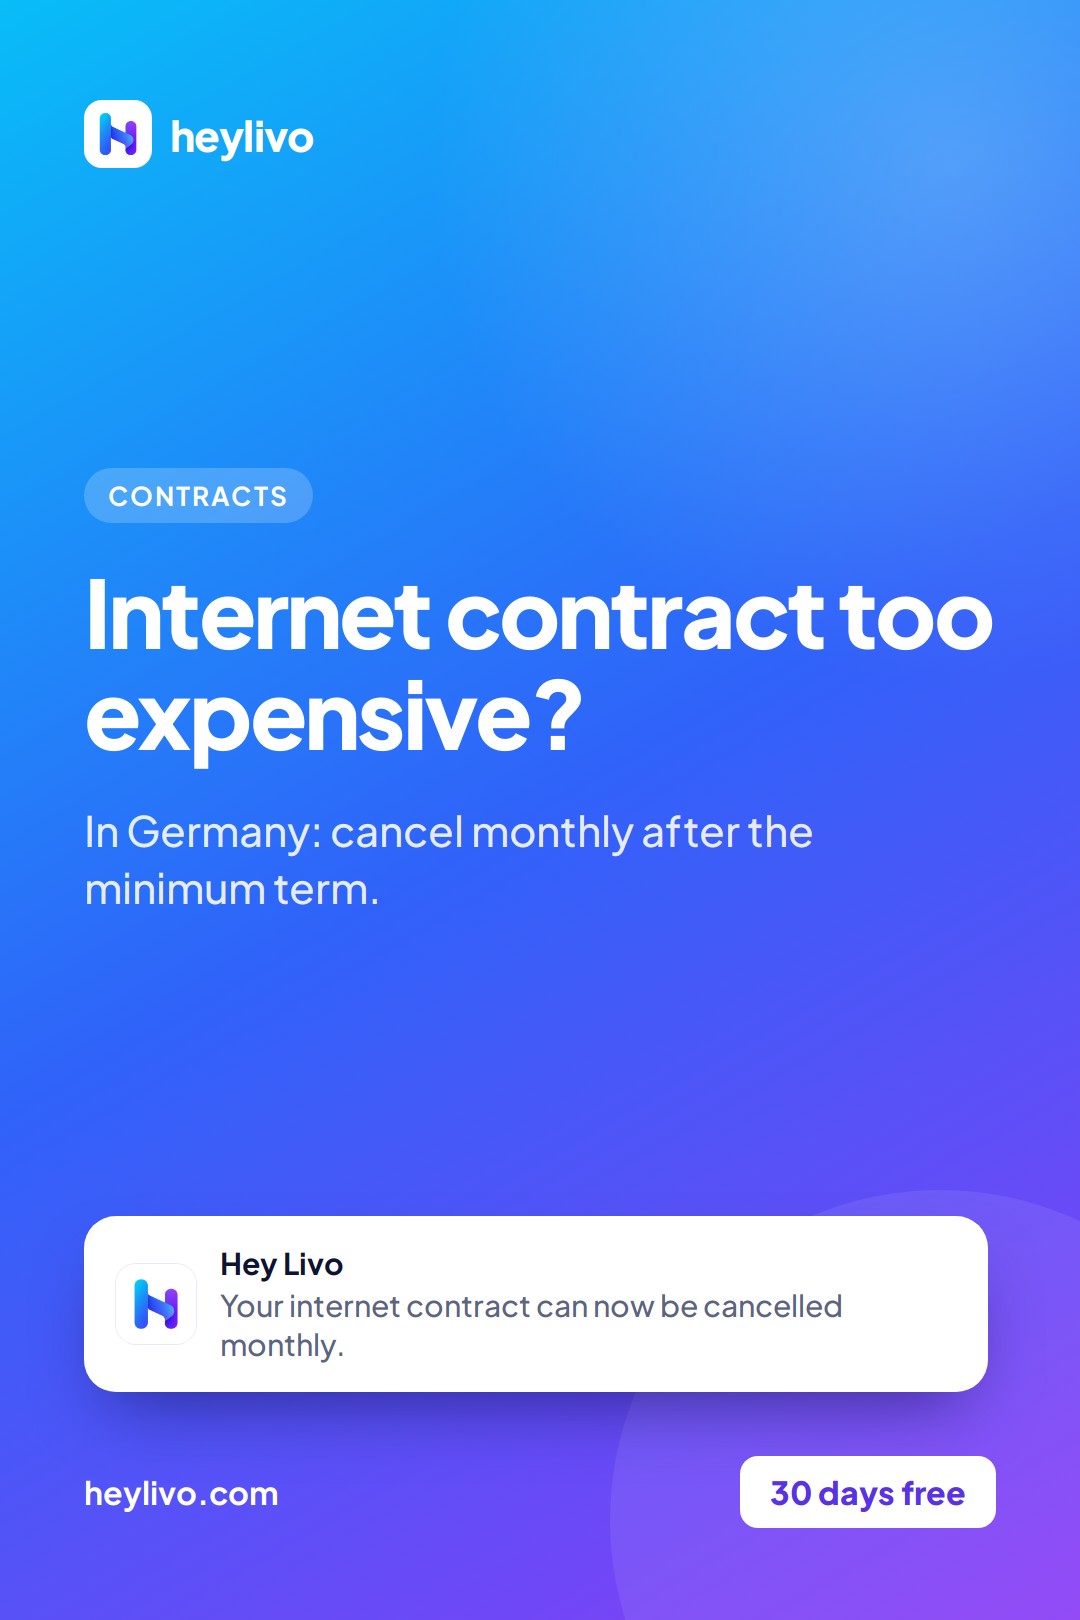 heylivo
CONTRACTS
Internet contract too
expensive?
In Germany: cancel monthly after the
minimum term.
Hey Livo
Your internet contract can now be cancelled
monthly.
heylivo.com
30 days free